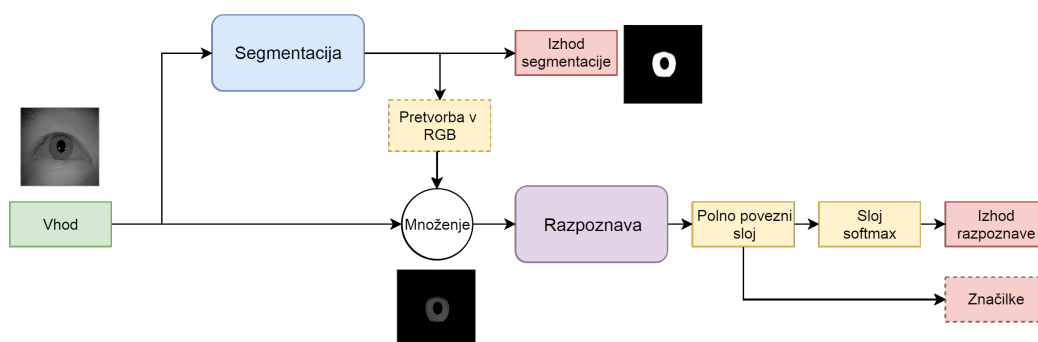 Segmentacija
Izhod
segmentacije
Pretvorba v
RGB
Vhod
Množenje
Razpoznava
Polno povezni
sloj
Sloj
softmax
Izhod
razpoznave
Značilke